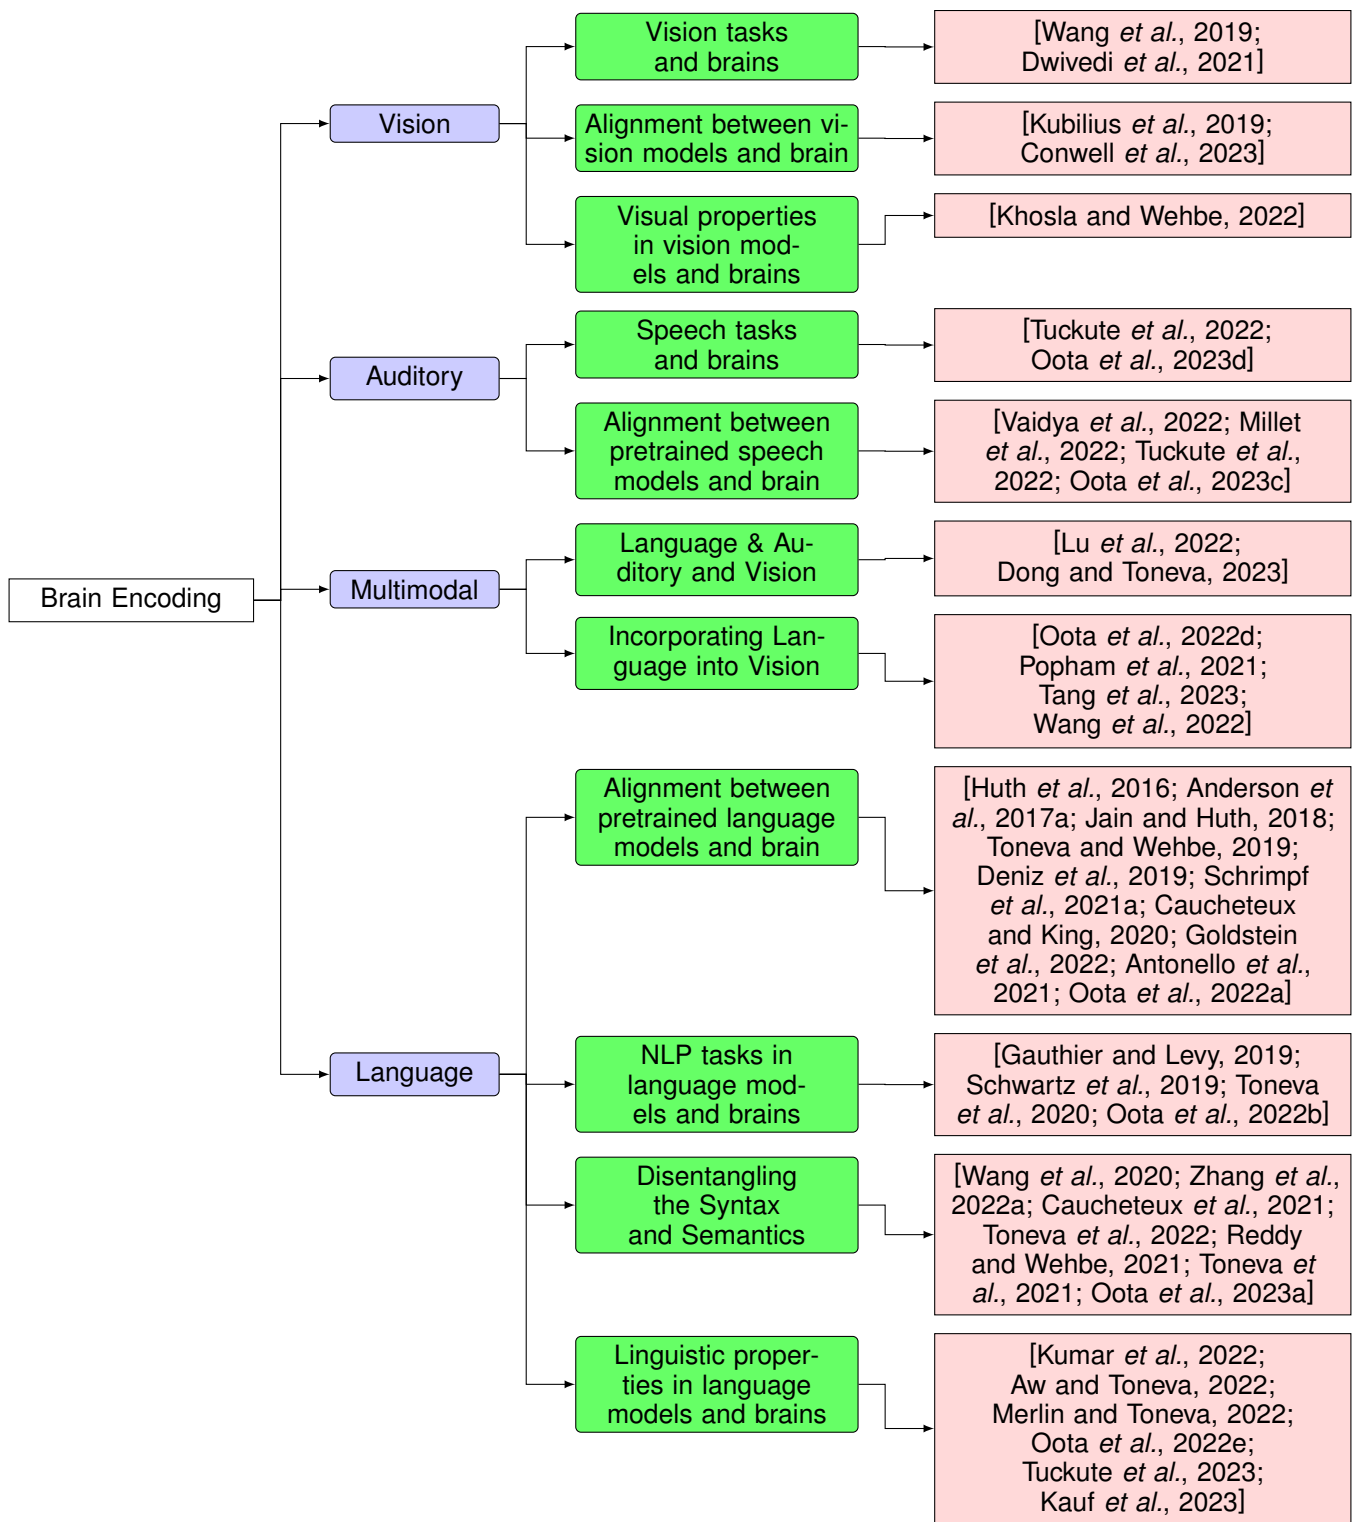 Brain Encoding
Vision
Vision tasks
and brains
[Wang et al., 2019;
Dwivedi et al., 2021]
Alignment between vi-
sion models and brain
[Kubilius et al., 2019;
Conwell et al., 2023]
Visual properties
in vision mod-
els and brains
[Khosla and Wehbe, 2022]
Auditory
Speech tasks
and brains
[Tuckute et al., 2022;
Oota et al., 2023d]
Alignment between
pretrained speech
models and brain
[Vaidya et al., 2022; Millet
et al., 2022; Tuckute et al.,
2022; Oota et al., 2023c]
Multimodal
Language & Au-
ditory and Vision
[Lu et al., 2022;
Dong and Toneva, 2023]
Incorporating Lan-
guage into Vision
[Oota et al., 2022d;
Popham et al., 2021;
Tang et al., 2023;
Wang et al., 2022]
Language
Alignment between
pretrained language
models and brain
[Huth et al., 2016; Anderson et
al., 2017a; Jain and Huth, 2018;
Toneva and Wehbe, 2019;
Deniz et al., 2019; Schrimpf
et al., 2021a; Caucheteux
and King, 2020; Goldstein
et al., 2022; Antonello et al.,
2021; Oota et al., 2022a]
NLP tasks in
language mod-
els and brains
[Gauthier and Levy, 2019;
Schwartz et al., 2019; Toneva
et al., 2020; Oota et al., 2022b]
Disentangling
the Syntax
and Semantics
[Wang et al., 2020; Zhang et al.,
2022a; Caucheteux et al., 2021;
Toneva et al., 2022; Reddy
and Wehbe, 2021; Toneva et
al., 2021; Oota et al., 2023a]
Linguistic proper-
ties in language
models and brains
[Kumar et al., 2022;
Aw and Toneva, 2022;
Merlin and Toneva, 2022;
Oota et al., 2022e;
Tuckute et al., 2023;
Kauf et al., 2023]